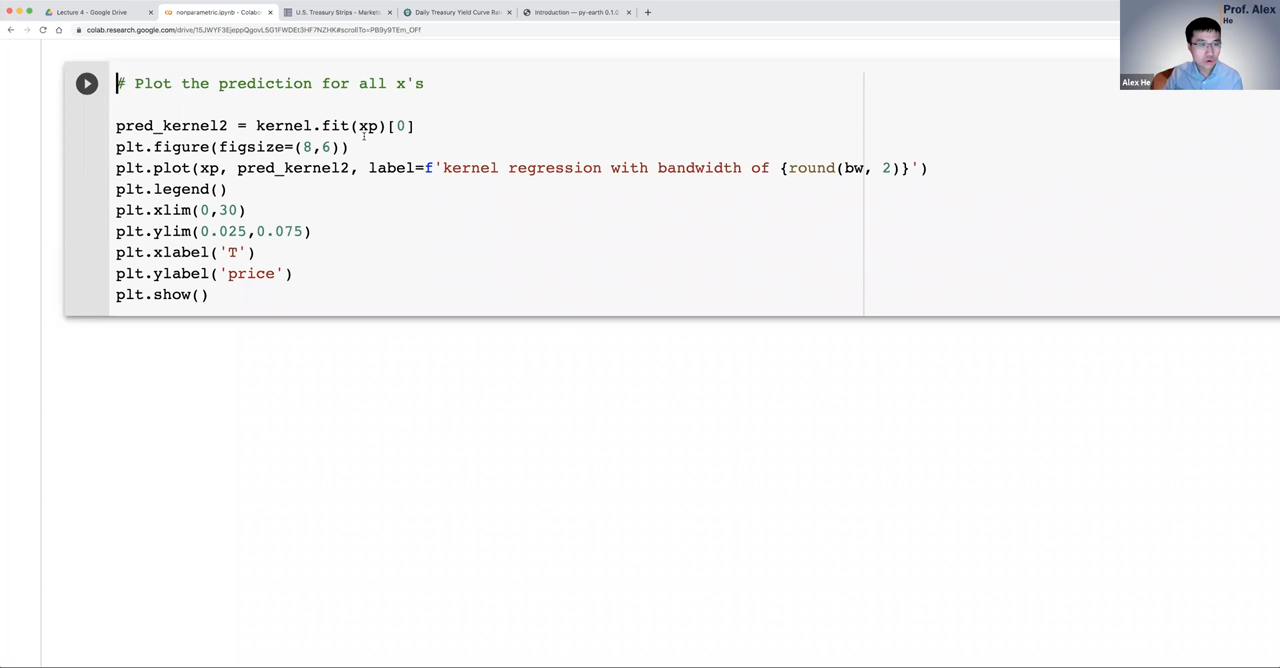 Lecture 4 - Google Drive
nonparametric.ipynb - Colabo
U.S. Treasury Strips - Markets
Daily Treasury Yield Curve Rat
Introduction — py-earth 0.1.0
colab.research.google.com/drive/15JWYF3EjeppQgovL5G1FWDEt3HF7NZHK#scrollTo=PB9y9TEm_OFf
Prof. Alex
He
Alex He
# Plot the prediction for all x's
pred_kernel2 = kernel.fit(xp)[0]
plt.figure(figsize=(8,6))
plt.plot(xp, pred_kernel2, label=f'kernel regression with bandwidth of {round(bw, 2)}')
plt.legend()
plt.xlim(0,30)
plt.ylim(0.025,0.075)
plt.xlabel('T')
plt.ylabel('price')
plt.show()